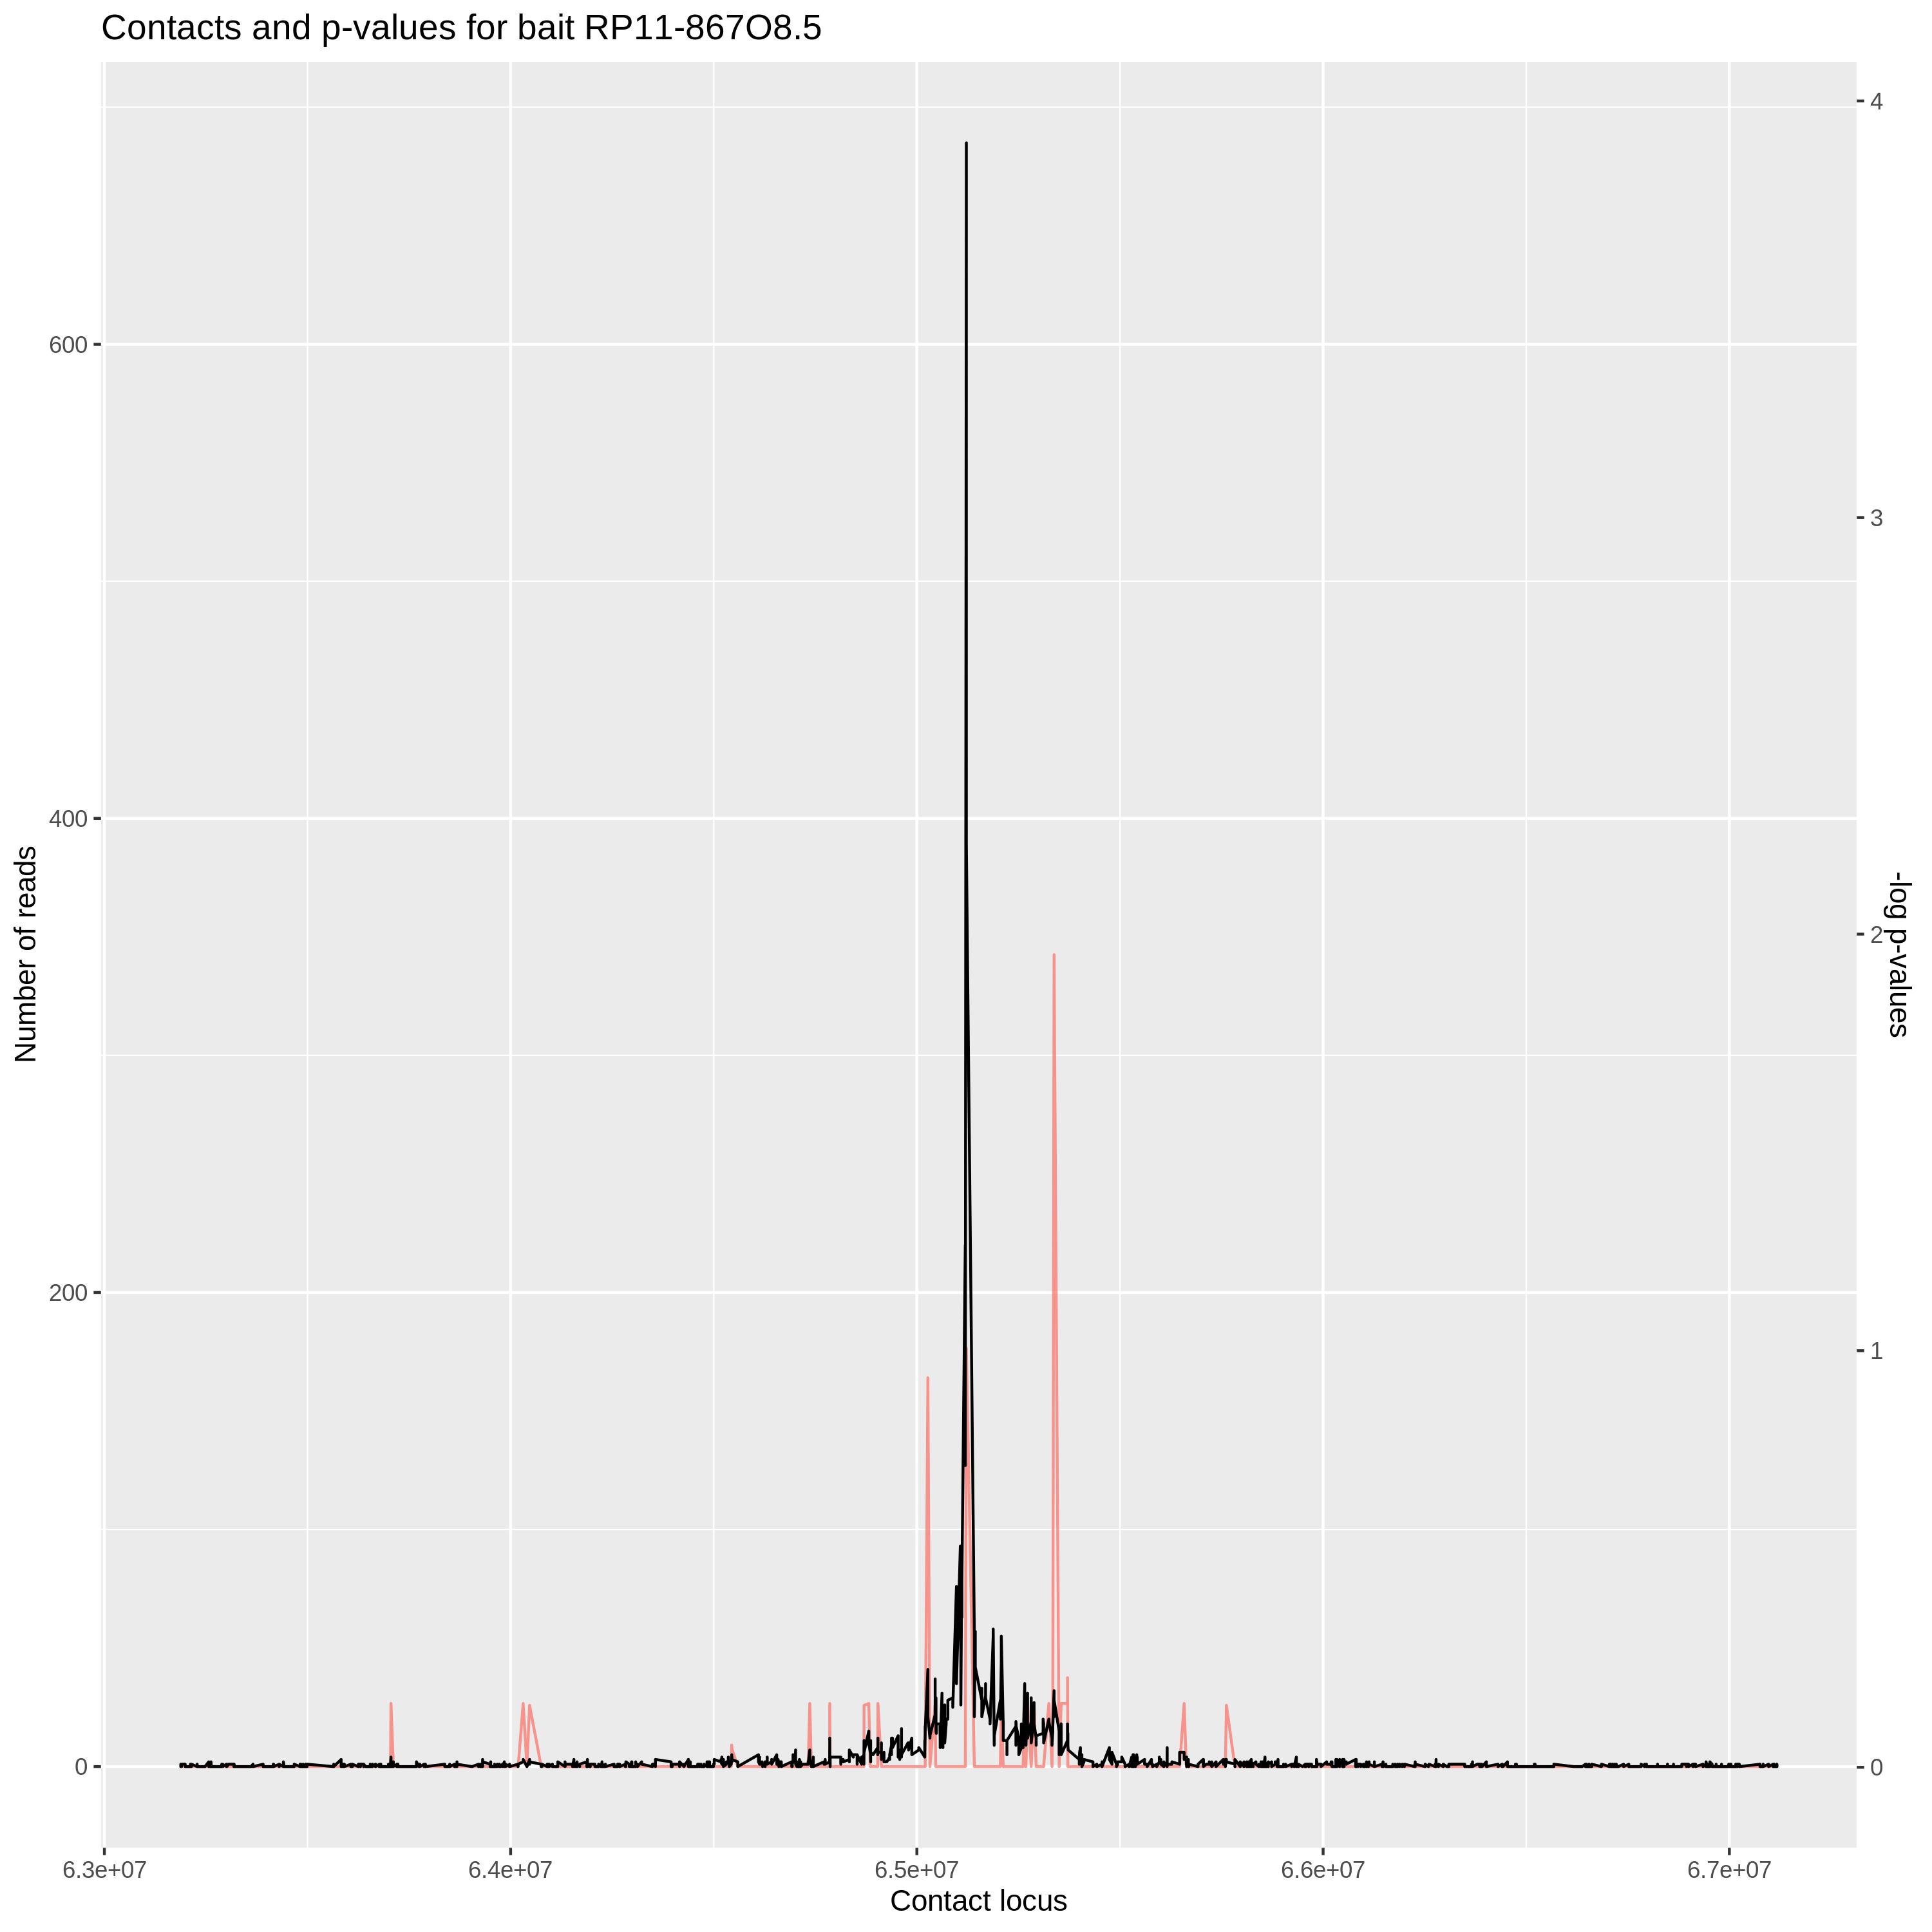 Contacts and p-values for bait RP11-867O8.5
Number of reads
600
400
200
0
4
3
2
1
0
-log p-values
6.3e+07
6.4e+07
6.5e+07
6.6e+07
6.7e+07
Contact locus